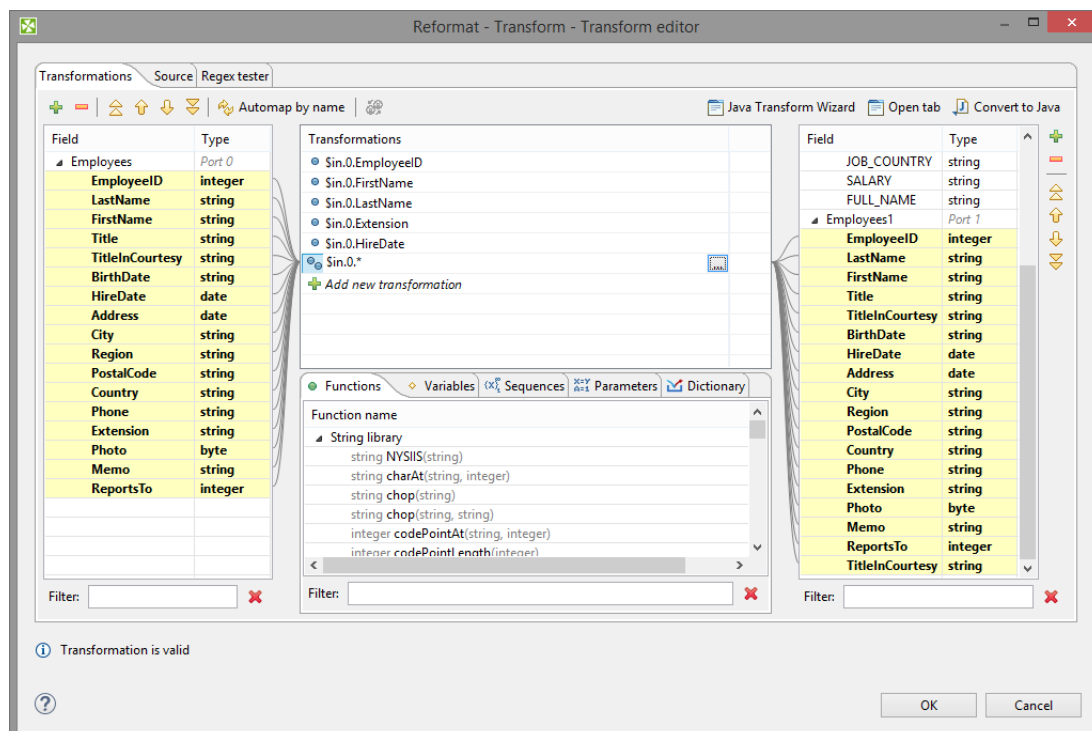 Reformat - Transform - Transform editor
Transformations Source Regex tester
Automap by name Java Transform Wizard Open tab Convert to Java
Field Type
Employees Port 0
EmployeeID integer
LastName string
FirstName string
Title string
TitleInCourtesy string
BirthDate string
HireDate date
Address date
City string
Region string
PostalCode string
Country string
Phone string
Extension string
Photo byte
Memo string
ReportsTo integer
Filter:
Transformations
$in.0.EmployeeID
$in.0.FirstName
$in.0.LastName
$in.0.Extension
$in.0.HireDate
$in.0.*
...
Add new transformation
Functions Variables Sequences Parameters Dictionary
Function name
String library
string NYSIIS(string)
string charAt(string, integer)
string chop(string)
string chop(string, string)
integer codePointAt(string, integer)
integer codePointLength(integer)
Filter:
Field Type
JOB_COUNTRY string
SALARY string
FULL_NAME string
Employees1 Port 1
EmployeeID integer
LastName string
FirstName string
Title string
TitleInCourtesy string
BirthDate string
HireDate date
Address date
City string
Region string
PostalCode string
Country string
Phone string
Extension string
Photo byte
Memo string
ReportsTo integer
TitleInCourtesy string
Filter:
Transformation is valid
OK Cancel